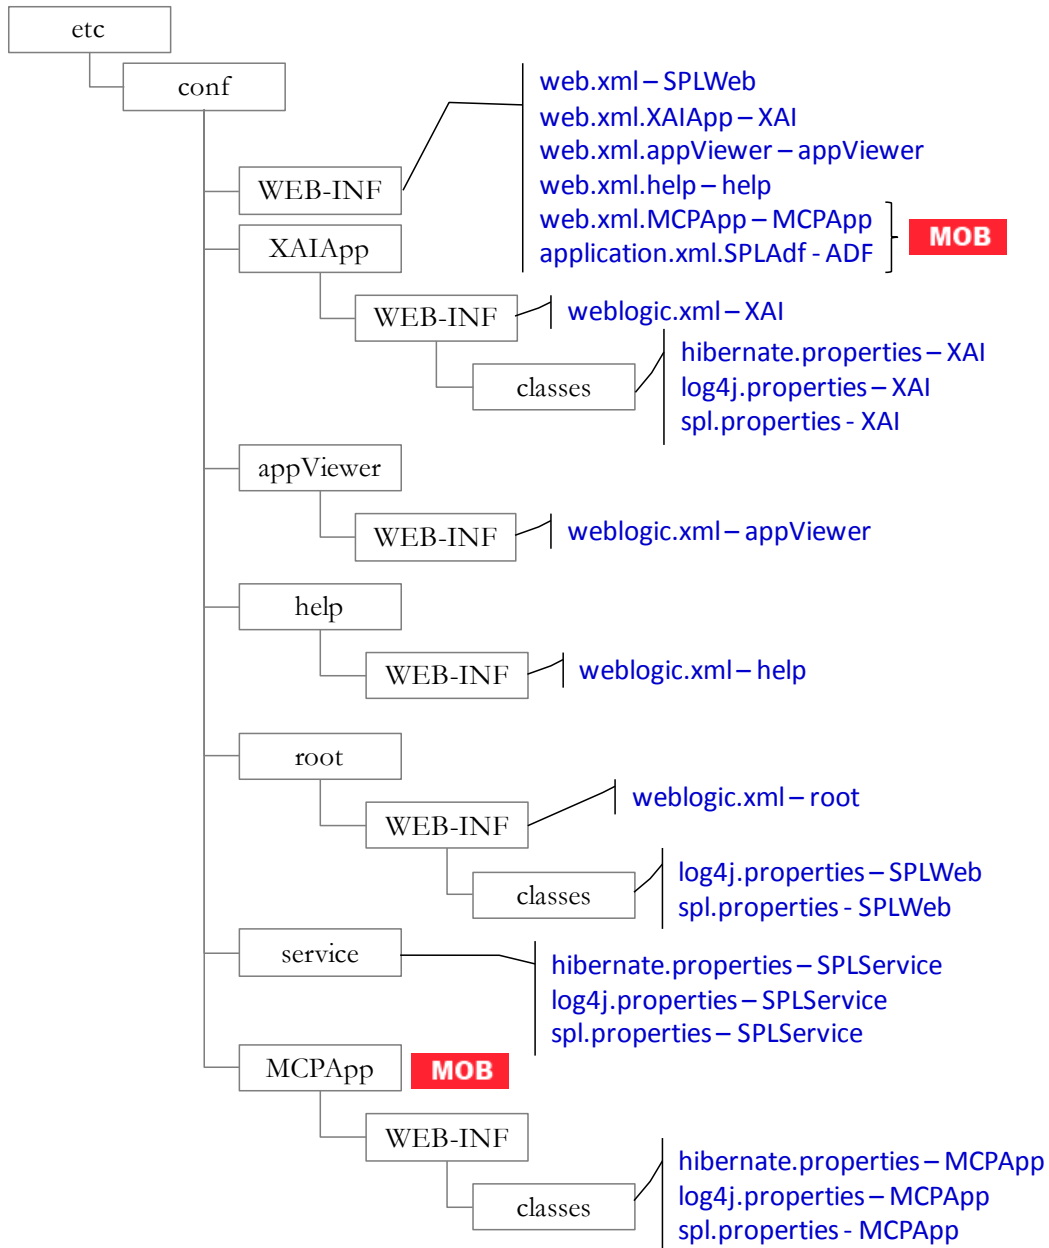 etc
conf
WEB-INF
web.xml – SPLWeb
web.xml.XAIApp – XAI
web.xml.appViewer – appViewer
web.xml.help – help
web.xml.MCPApp – MCPApp
application.xml.SPLAdf - ADF
MOB
XAIApp
WEB-INF
weblogic.xml – XAI
classes
hibernate.properties – XAI
log4j.properties – XAI
spl.properties - XAI
appViewer
WEB-INF
weblogic.xml – appViewer
help
WEB-INF
weblogic.xml – help
root
WEB-INF
weblogic.xml – root
classes
log4j.properties – SPLWeb
spl.properties - SPLWeb
service
hibernate.properties – SPLService
log4j.properties – SPLService
spl.properties – SPLService
MCPApp
MOB
WEB-INF
classes
hibernate.properties – MCPApp
log4j.properties – MCPApp
spl.properties - MCPApp